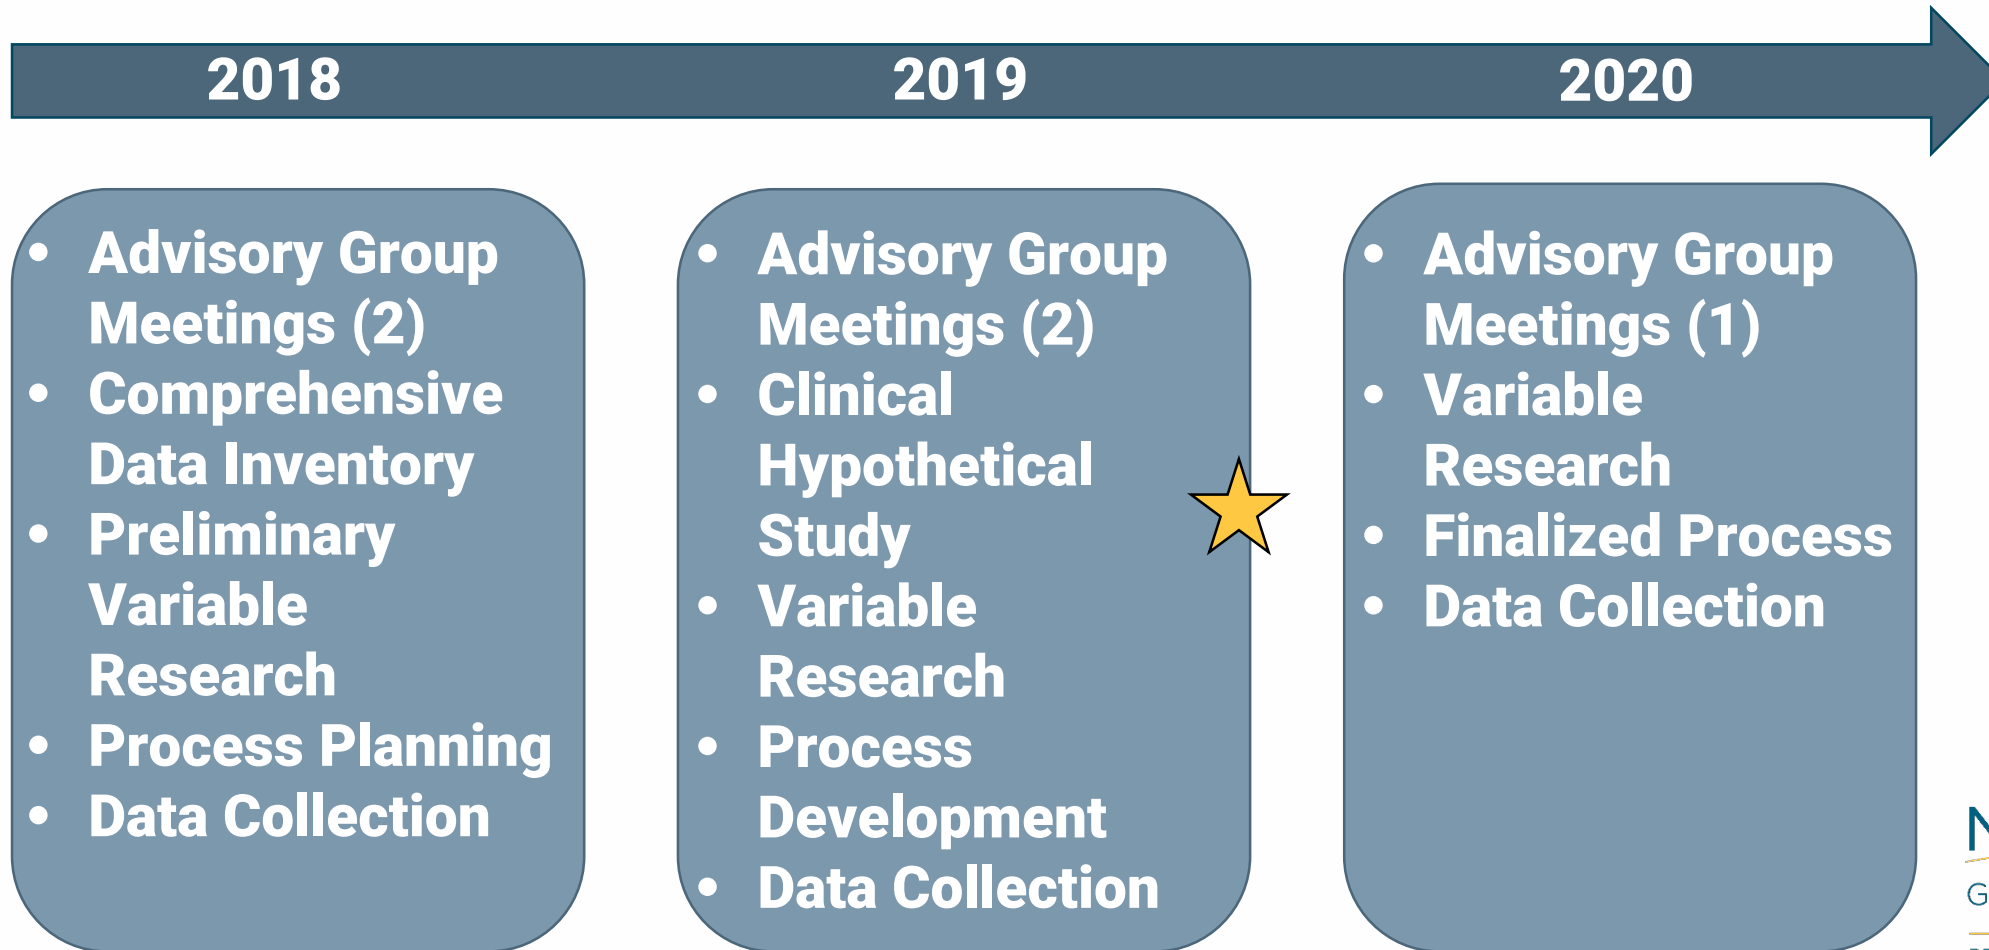 2018
2019
2020
• Advisory Group
Meetings (2)
• Comprehensive
Data Inventory
• Preliminary
Variable
Research
• Process Planning
• Data Collection
• Advisory Group
Meetings (2)
• Clinical
Hypothetical
Study
• Variable
Research
• Process
Development
• Data Collection
• Advisory Group
Meetings (1)
• Variable
Research
• Finalized Process
• Data Collection